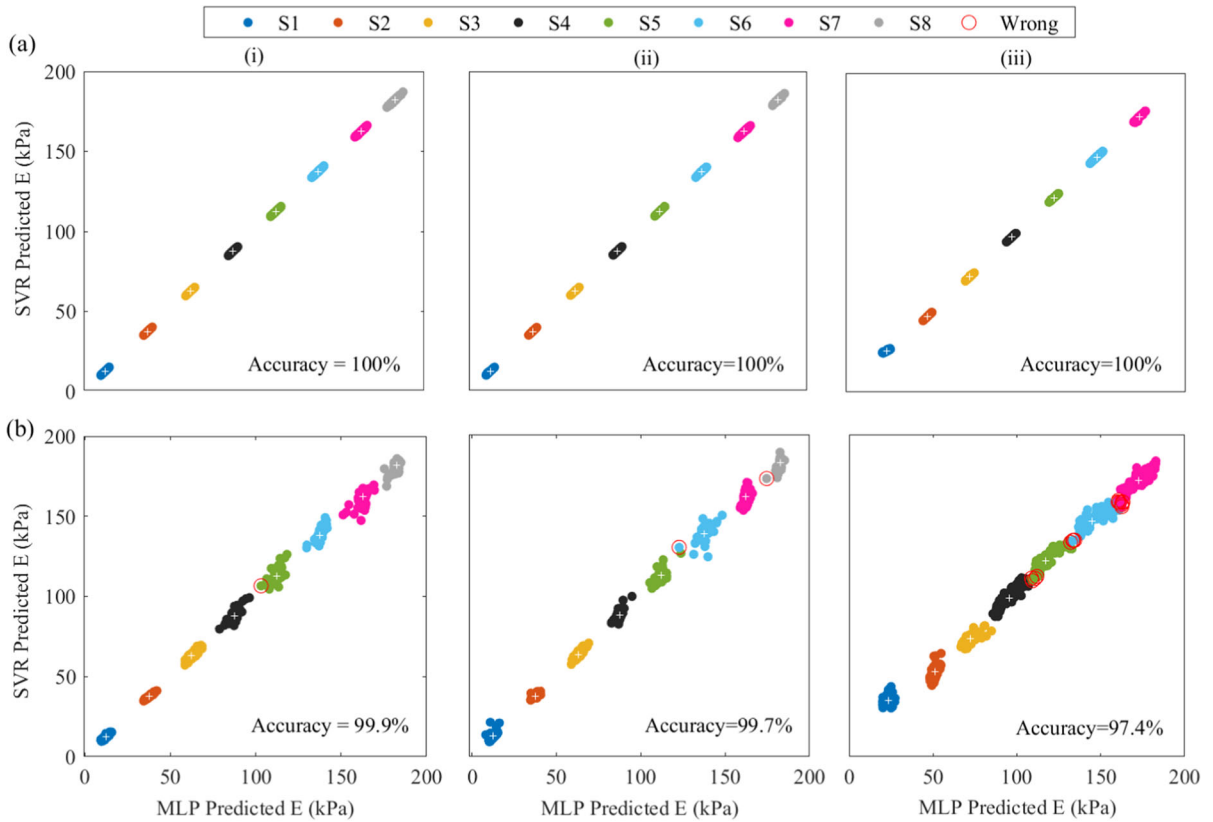 S1 S2 S3 S4 S5 S6 S7 S8 Wrong
(a) (i) (ii) (iii)
SVR Predicted E (kPa)
200
150
100
50
0
Accuracy = 100% Accuracy=100% Accuracy=100%
(b)
SVR Predicted E (kPa)
200
150
100
50
0
Accuracy = 99.9% Accuracy=99.7% Accuracy=97.4%
0 50 100 150 200 0 50 100 150 200 0 50 100 150 200
MLP Predicted E (kPa) MLP Predicted E (kPa) MLP Predicted E (kPa)